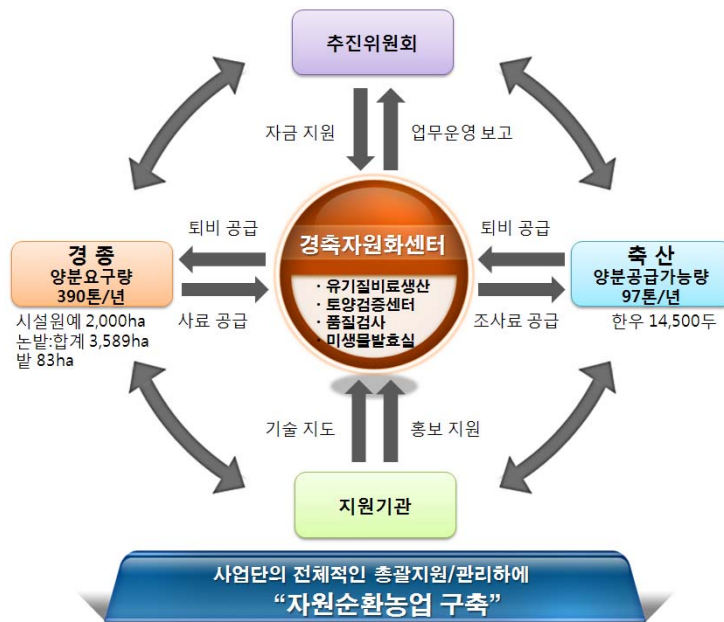 추진위원회
자금 지원
업무운영 보고
퇴비 공급
퇴비 공급
경축자원화센터
경 종
양분요구량
390톤/년
축 산
양분공급가능량
97톤/년
· 유기질비료생산
· 토양검증센터
· 품질검사
· 미생물발효실
사료 공급
조사료 공급
시설원예 2,000ha
논밭:합계 3,589ha
밭 83ha
한우 14,500두
기술 지도
홍보 지원
지원기관
사업단의 전체적인 총괄지원/관리하에
“자원순환농업 구축”